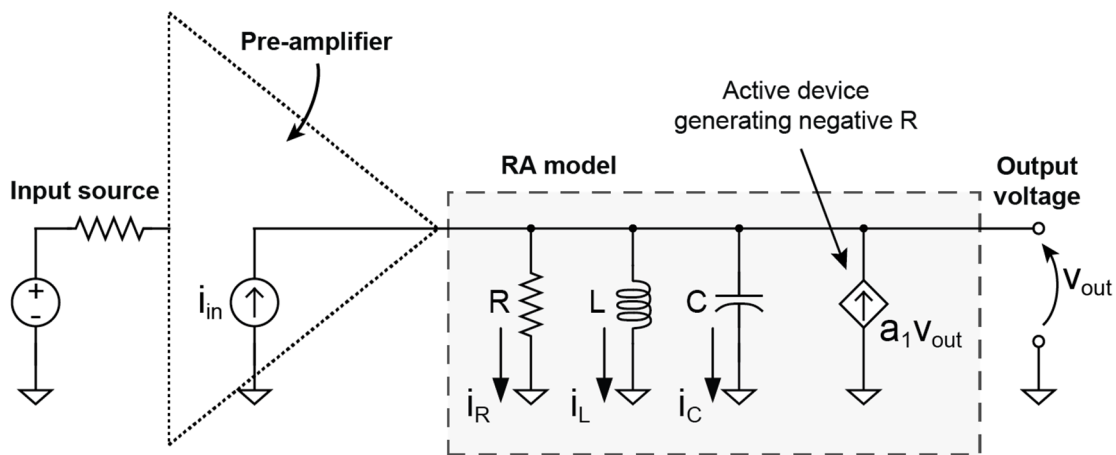 Pre-amplifier
Active device
generating negative R
Input source
RA model
Output
voltage
+
-
i_in
R
L
C
a₁v_out
v_out
i_R
i_L
i_C